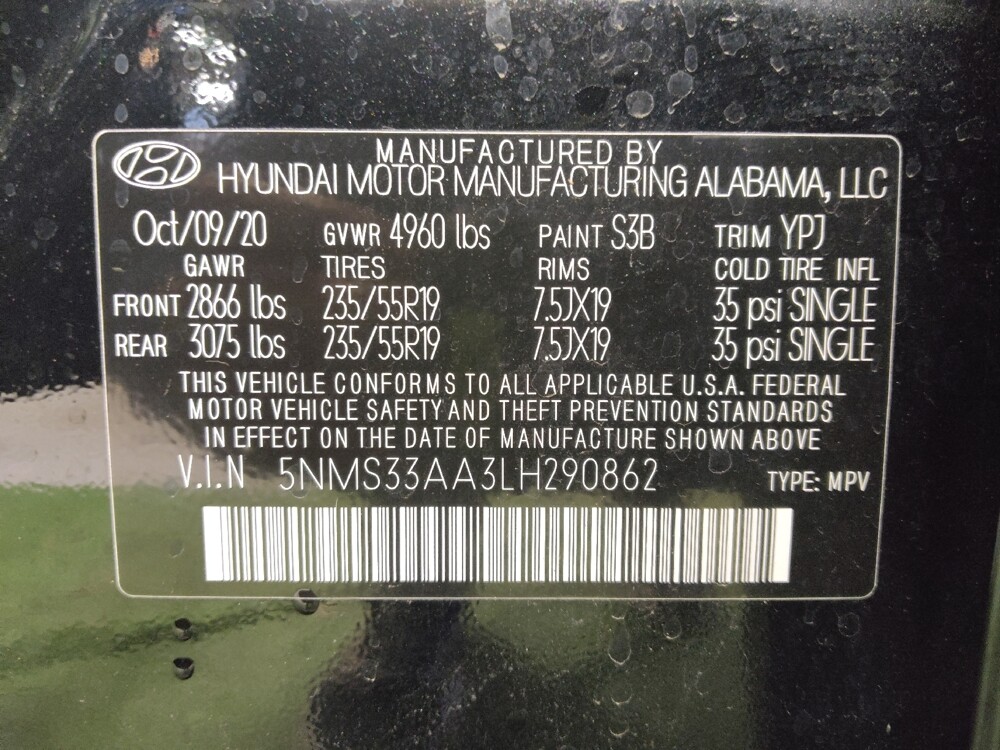 MANUFACTURED BY
HYUNDAI MOTOR MANUFACTURING ALABAMA, LLC
Oct/09/20 GVWR 4960 lbs PAINT S3B TRIM YPJ
GAWR TIRES RIMS COLD TIRE INFL
FRONT 2866 lbs 235/55R19 7.5JX19 35 psi SINGLE
REAR 3075 lbs 235/55R19 7.5JX19 35 psi SINGLE
THIS VEHICLE CONFORMS TO ALL APPLICABLE U.S.A. FEDERAL
MOTOR VEHICLE SAFETY AND THEFT PREVENTION STANDARDS
IN EFFECT ON THE DATE OF MANUFACTURE SHOWN ABOVE
V.I.N 5NMS33AA3LH290862 TYPE: MPV